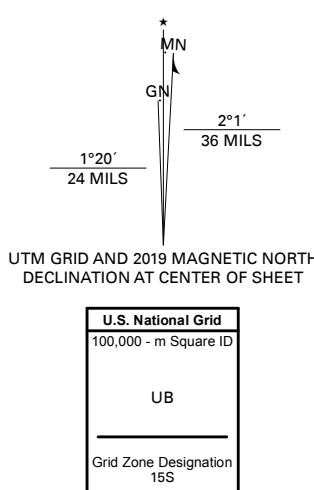 ★
MN
GN
2°1´
36 MILS
1°20´
24 MILS
UTM GRID AND 2019 MAGNETIC NORTH
DECLINATION AT CENTER OF SHEET
U.S. National Grid
100,000 - m Square ID
UB
Grid Zone Designation
15S